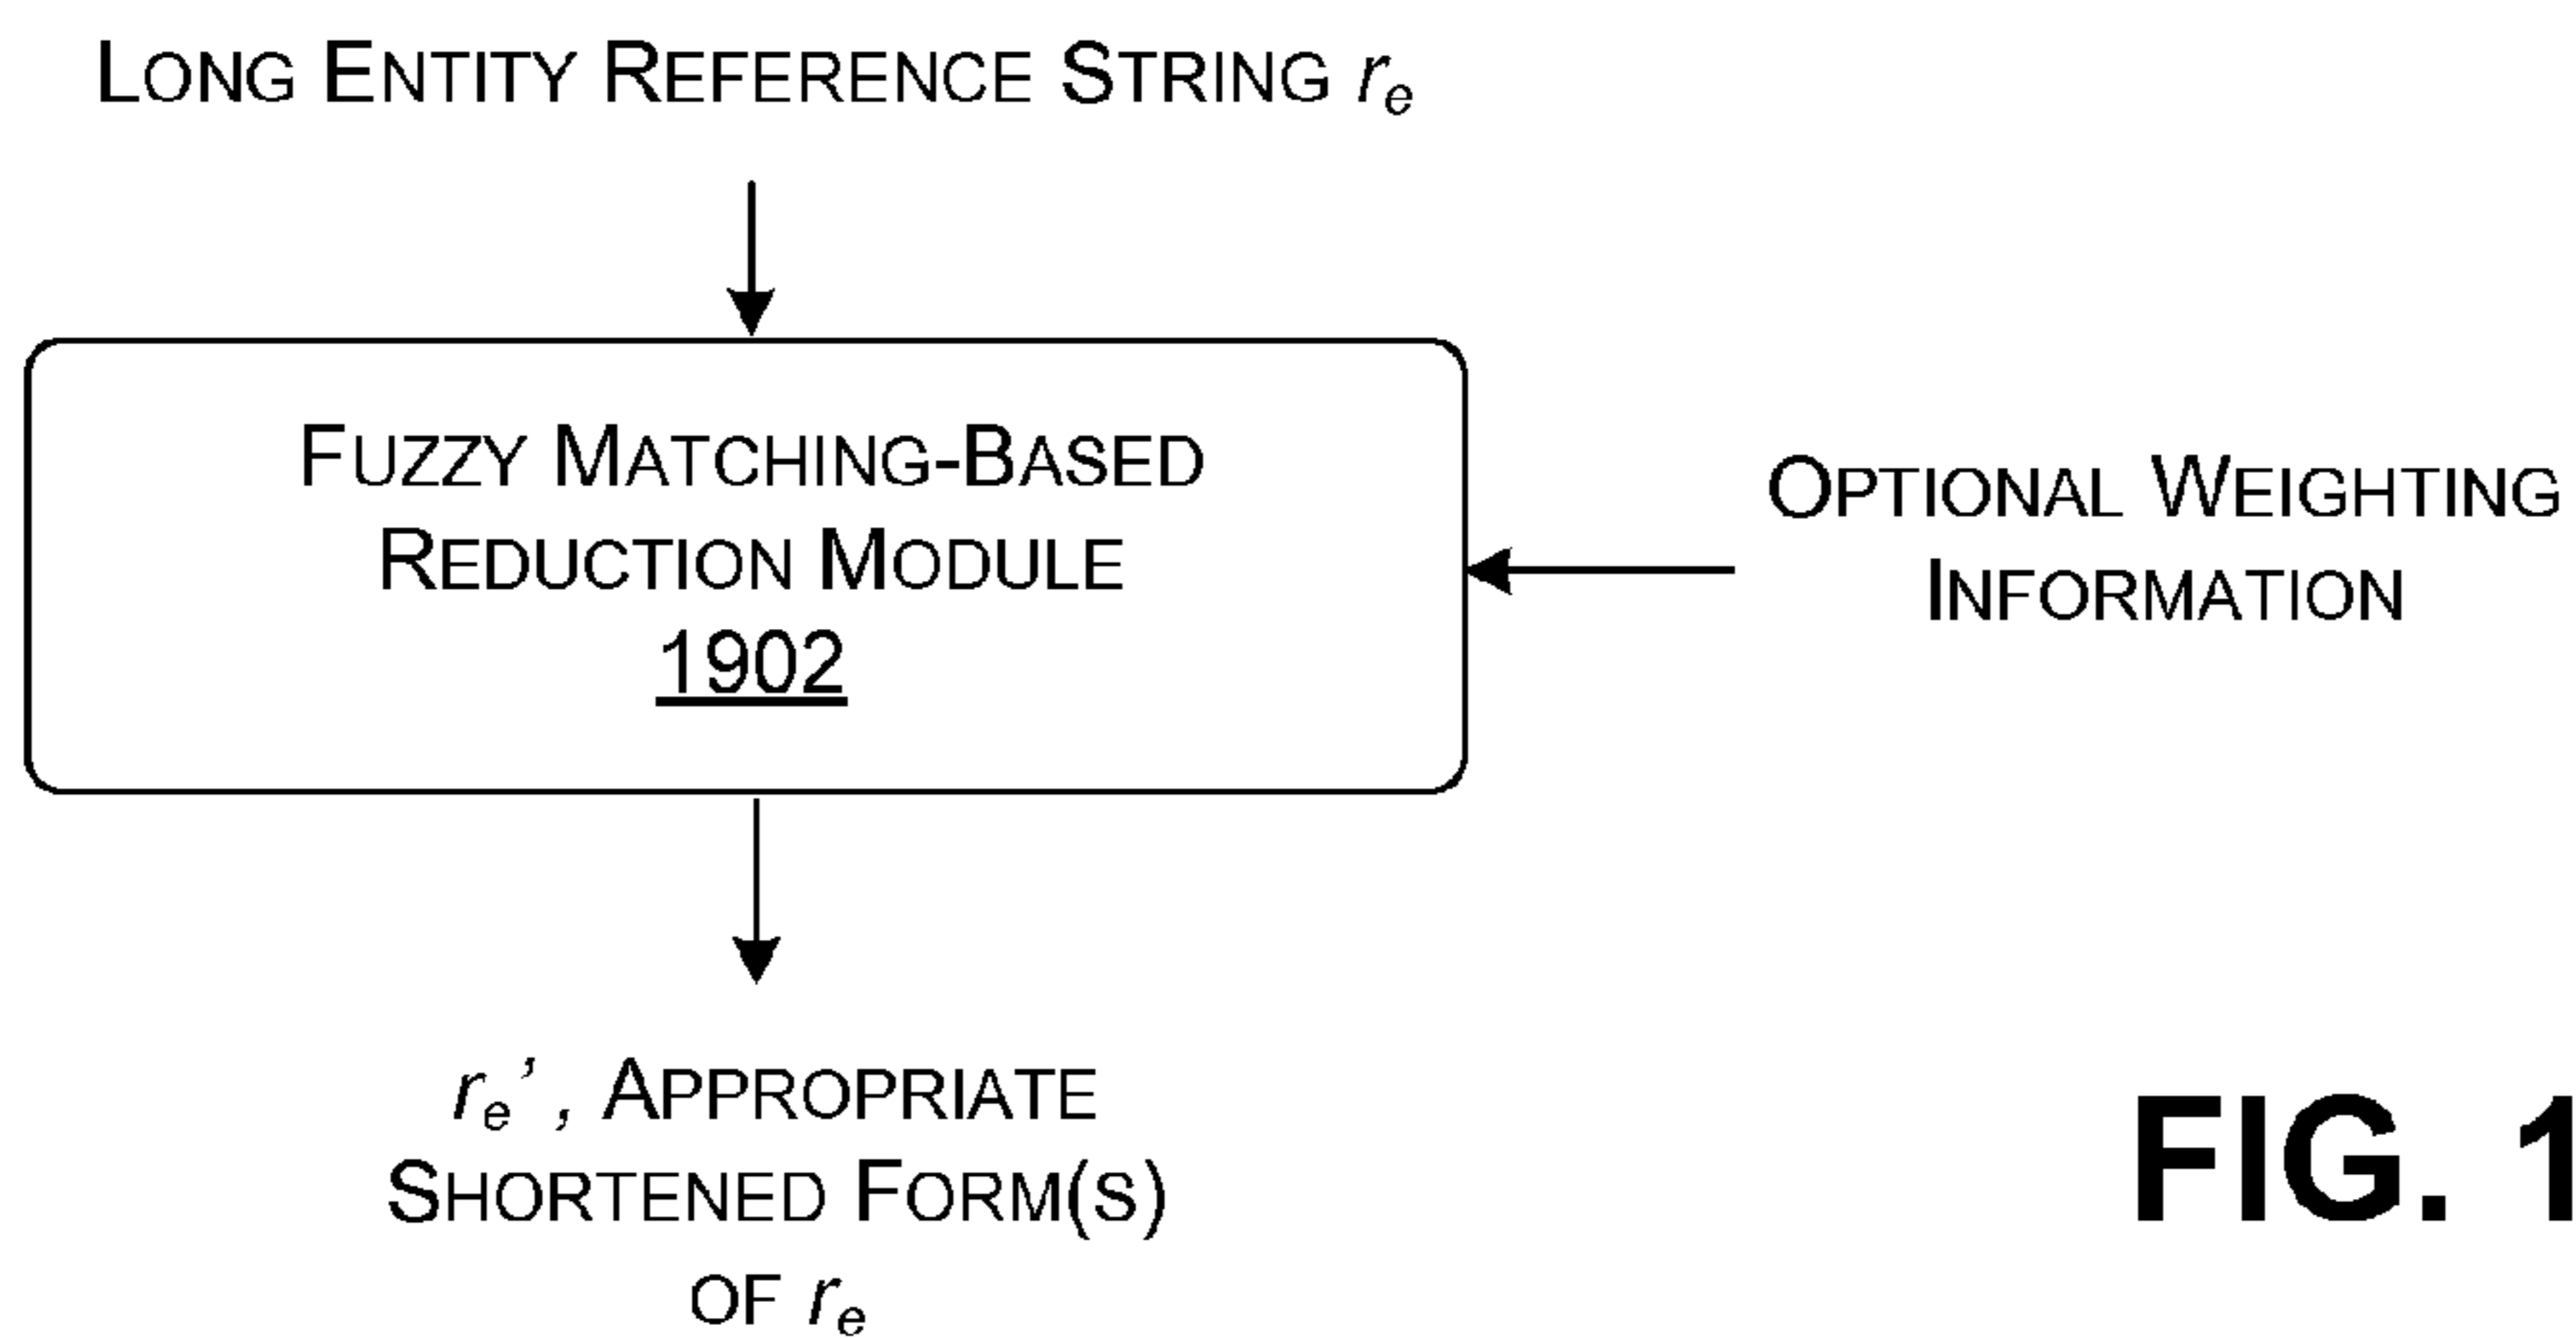 LONG ENTITY REFERENCE STRING re
FUZZY MATCHING-BASED
REDUCTION MODULE
1902
OPTIONAL WEIGHTING
INFORMATION
re’, APPROPRIATE
SHORTENED FORM(S)
OF re
FIG. 1